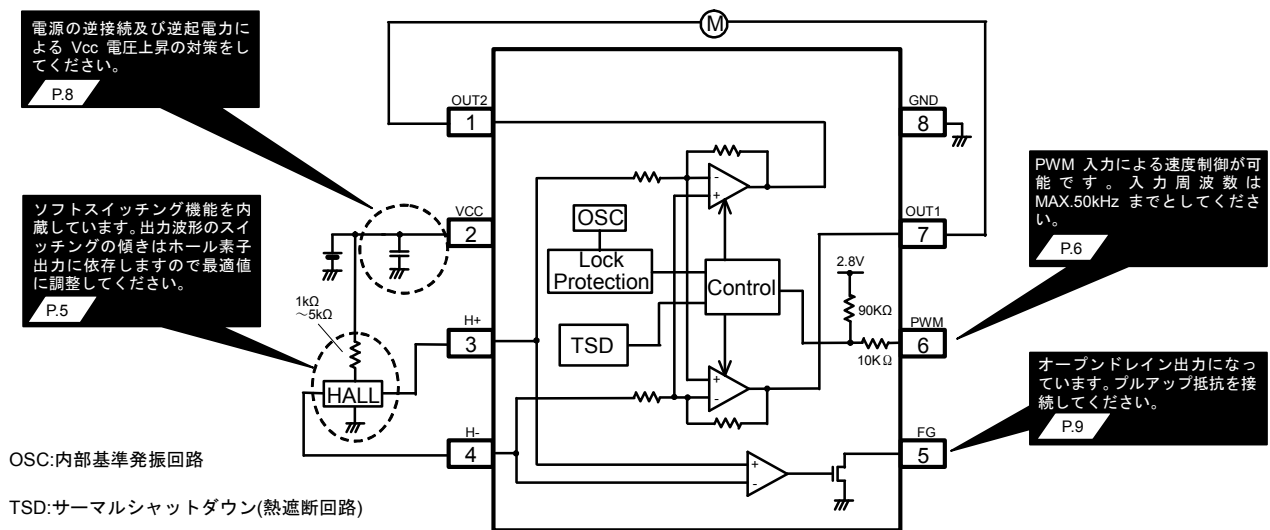 電源の逆接続及び逆起電力に
よる Vcc 電圧上昇の対策をし
てください。
P.8
ソフトスイッチング機能を内
蔵しています。出力波形のスイ
ッチングの傾きはホール素子
出力に依存しますので最適値
に調整してください。
P.5
M
OUT2
1
GND
8
VCC
2
OUT1
7
OSC
Lock
Protection
Control
TSD
2.8V
90KΩ
10KΩ
PWM
6
1kΩ
～5kΩ
H+
3
HALL
H-
4
FG
5
-
+
+
-
+
-
PWM 入力による速度制御が可
能です。入力周波数は
MAX.50kHz までとしてくださ
い。
P.6
オープンドレイン出力になっ
ています。プルアップ抵抗を接
続してください。
P.9
OSC:内部基準発振回路
TSD:サーマルシャットダウン(熱遮断回路)